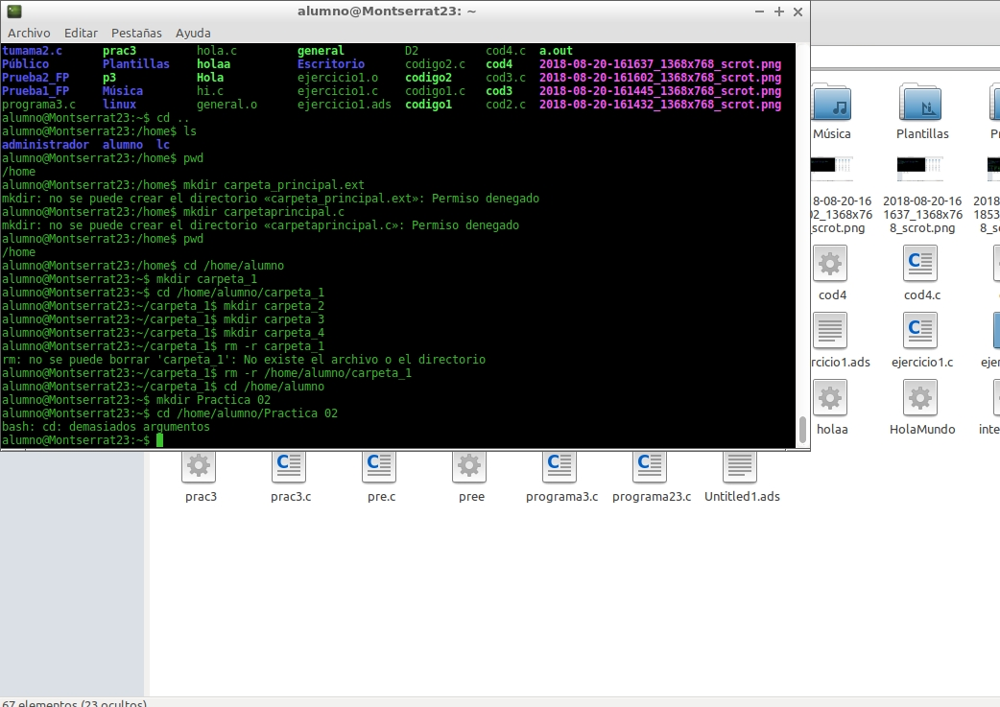 alumno@Montserrat23: ~
Archivo Editar Pestañas Ayuda
tumama2.c prac3 hola.c general D2 cod4.c a.out
Público Plantillas holaa Escritorio codigo2.c cod4 2018-08-20-161637_1368x768_scrot.png
Prueba2_FP p3 Hola ejercicio1.o codigo2 cod3.c 2018-08-20-161602_1368x768_scrot.png
Prueba1_FP Música hi.c ejercicio1.c codigo1.c cod3 2018-08-20-161445_1368x768_scrot.png
programa3.c linux general.o ejercicio1.ads codigo1 cod2.c 2018-08-20-161432_1368x768_scrot.png
alumno@Montserrat23:~$ cd ..
alumno@Montserrat23:/home$ ls
administrador alumno lc
alumno@Montserrat23:/home$ pwd
/home
alumno@Montserrat23:/home$ mkdir carpeta_principal.ext
mkdir: no se puede crear el directorio «carpeta_principal.ext»: Permiso denegado
alumno@Montserrat23:/home$ mkdir carpetaprincipal.c
mkdir: no se puede crear el directorio «carpetaprincipal.c»: Permiso denegado
alumno@Montserrat23:/home$ pwd
/home
alumno@Montserrat23:/home$ cd /home/alumno
alumno@Montserrat23:~$ mkdir carpeta_1
alumno@Montserrat23:~$ cd /home/alumno/carpeta_1
alumno@Montserrat23:~/carpeta_1$ mkdir carpeta_2
alumno@Montserrat23:~/carpeta_1$ mkdir carpeta 3
alumno@Montserrat23:~/carpeta_1$ mkdir carpeta_4
alumno@Montserrat23:~/carpeta_1$ rm -r carpeta_1
rm: no se puede borrar 'carpeta_1': No existe el archivo o el directorio
alumno@Montserrat23:~/carpeta_1$ rm -r /home/alumno/carpeta_1
alumno@Montserrat23:~/carpeta_1$ cd /home/alumno
alumno@Montserrat23:~$ mkdir Practica 02
alumno@Montserrat23:~$ cd /home/alumno/Practica 02
bash: cd: demasiados argumentos
alumno@Montserrat23:~$
Música Plantillas
8-08-20-16 2018-08-20-161 2018-
02_1368x76 637_1368x76 1853
_scrot.png 8_scrot.png 8_s
cod4 cod4.c
rcicio1.ads ejercicio1.c ejer
holaa HolaMundo inte
prac3 prac3.c pre.c pree programa3.c programa23.c Untitled1.ads
67 elementos (23 ocultos)